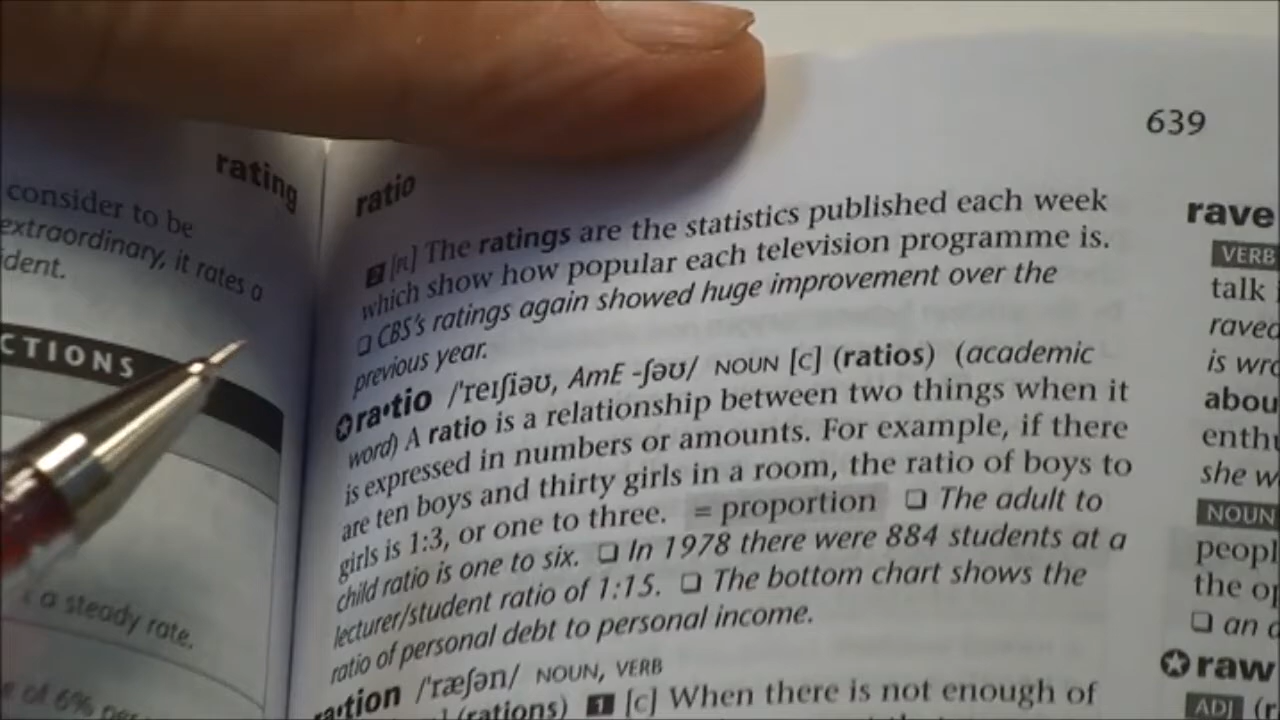 rating
consider to be
extraordinary, it rates a
ident.
CTIONS
a steady rate.
of 6%
ratio
639
2 [PL] The ratings are the statistics published each week
which show how popular each television programme is.
❏ CBS's ratings again showed huge improvement over the
previous year.
✪ra•tio /ˈreɪʃiəʊ, AmE -ʃəʊ/ NOUN [C] (ratios) (academic
word) A ratio is a relationship between two things when it
is expressed in numbers or amounts. For example, if there
are ten boys and thirty girls in a room, the ratio of boys to
girls is 1:3, or one to three. = proportion ❏ The adult to
child ratio is one to six. ❏ In 1978 there were 884 students at a
lecturer/student ratio of 1:15. ❏ The bottom chart shows the
ratio of personal debt to personal income.
ra•tion /ˈræʃən/ NOUN, VERB
(rations) 1 [C] When there is not enough of
rave
VERB
talk
raved
is wro
abou
enthu
she w
NOUN
peopl
the op
❏ an a
✪raw
ADJ